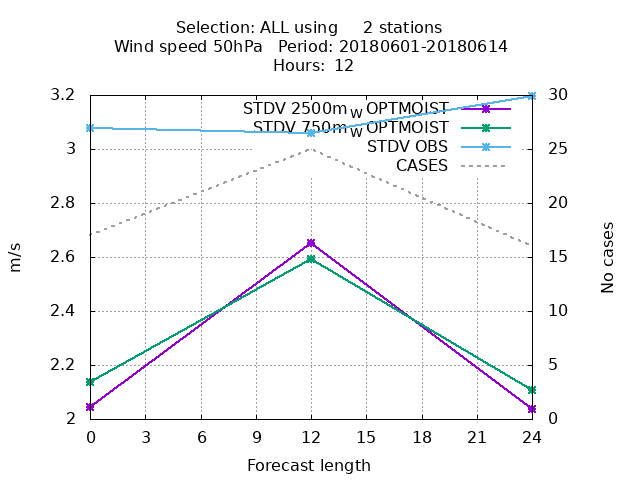 Selection: ALL using     2 stations
Wind speed 50hPa   Period: 20180601-20180614
Hours:  12
STDV 2500m_W OPTMOIST
STDV 750m_W OPTMOIST
STDV OBS
CASES
3.2
3
2.8
2.6
2.4
2.2
2
m/s
30
25
20
15
10
5
0
No cases
0 3 6 9 12 15 18 21 24
Forecast length